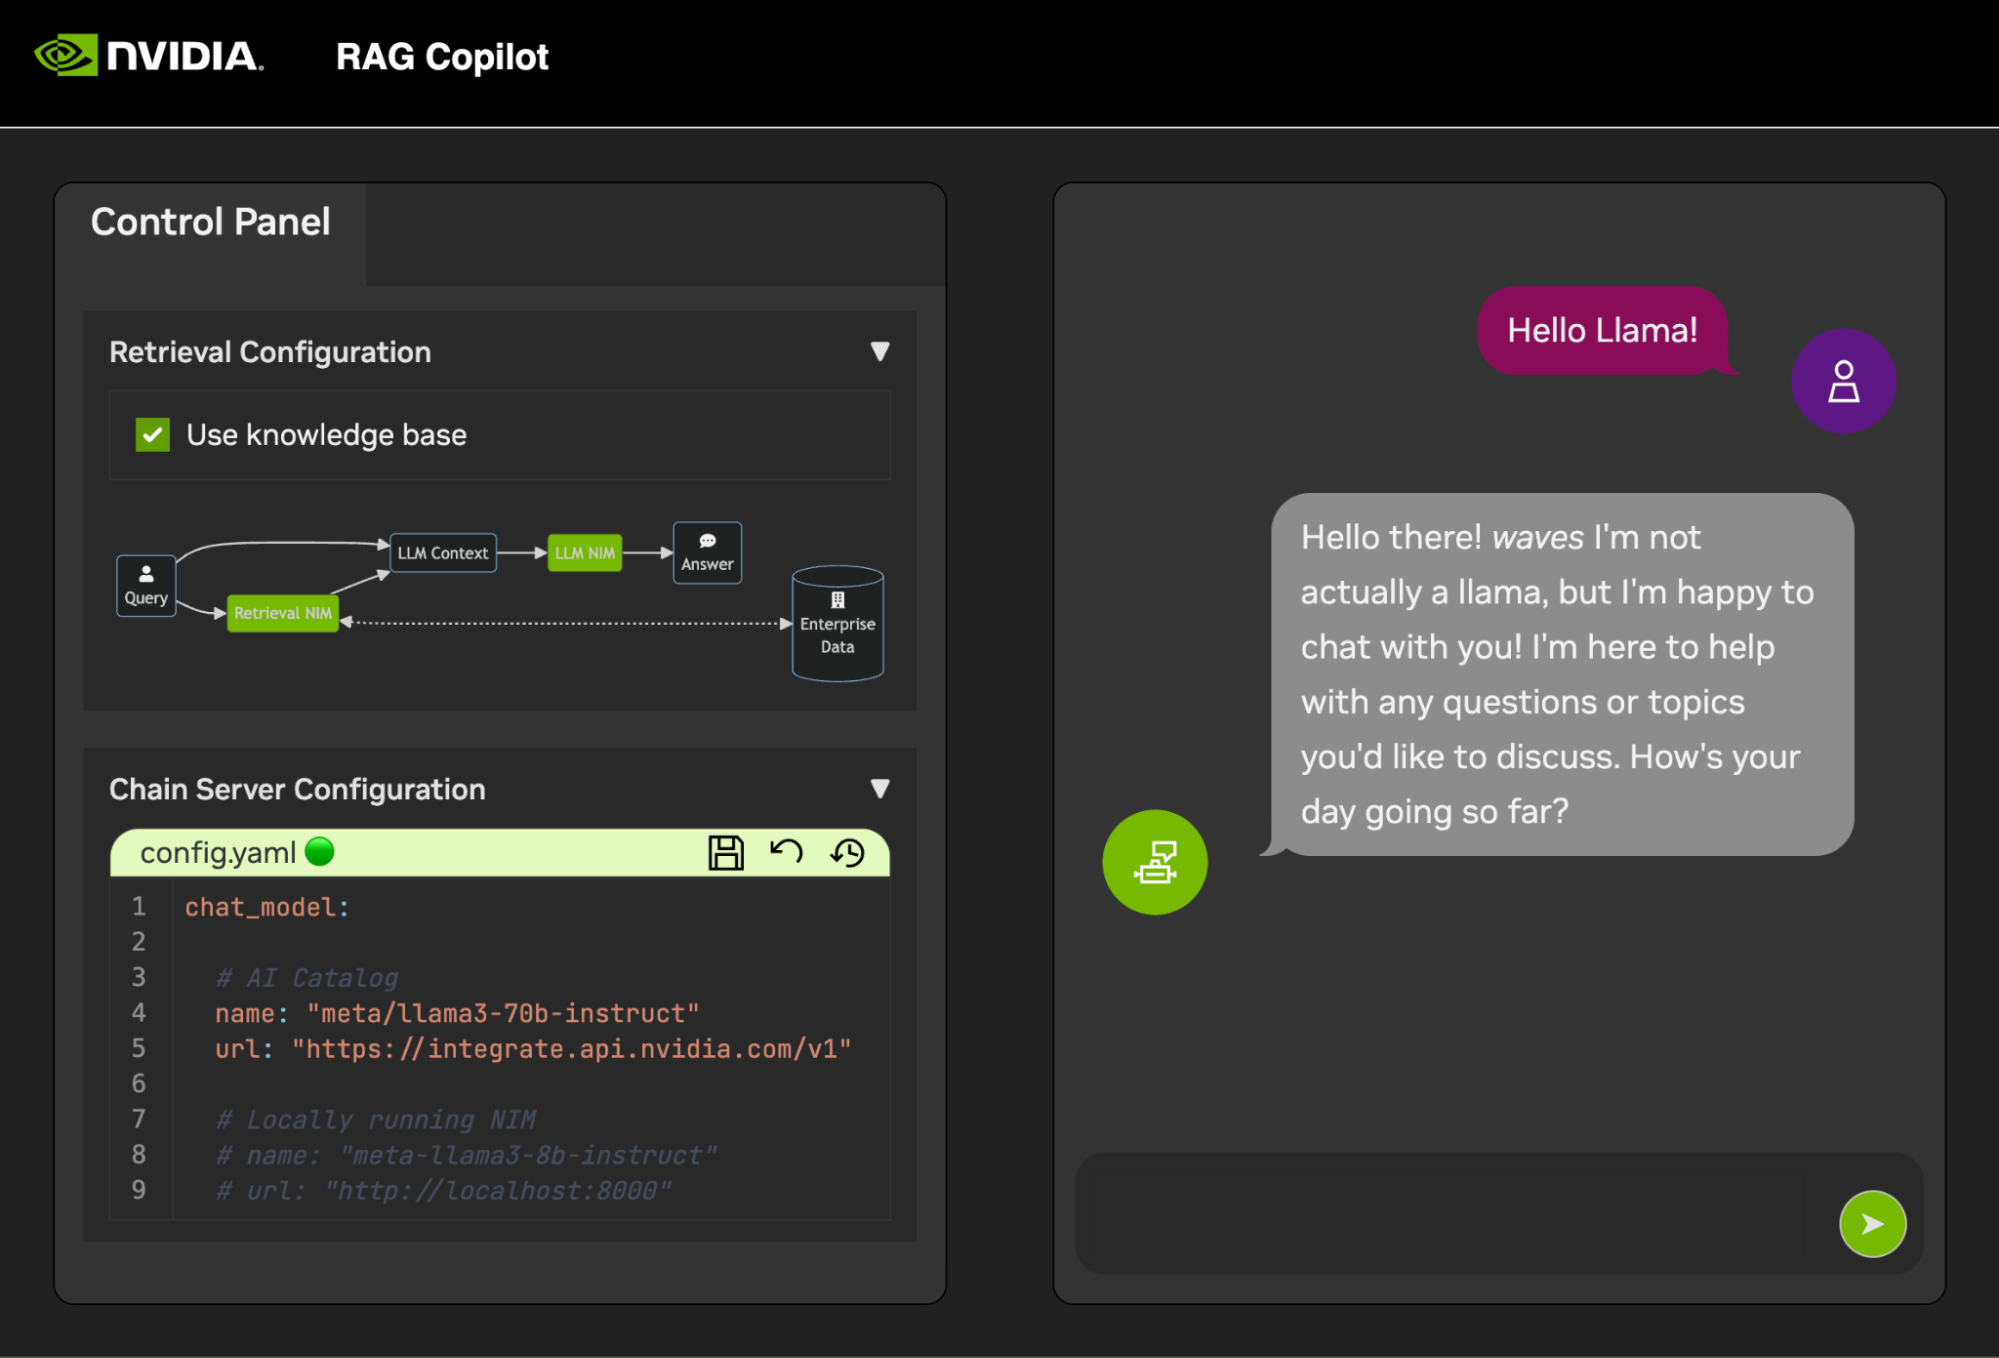 NVIDIA.
RAG Copilot
Control Panel
Retrieval Configuration
Use knowledge base
Query
Retrieval NIM
LLM Context
LLM NIM
Answer
Enterprise
Data
Chain Server Configuration
config.yaml
1 chat_model:
2
3 # AI Catalog
4 name: "meta/llama3-70b-instruct"
5 url: "https://integrate.api.nvidia.com/v1"
6
7 # Locally running NIM
8 # name: "meta-llama3-8b-instruct"
9 # url: "http://localhost:8000"
Hello Llama!
Hello there! waves I'm not
actually a llama, but I'm happy to
chat with you! I'm here to help
with any questions or topics
you'd like to discuss. How's your
day going so far?